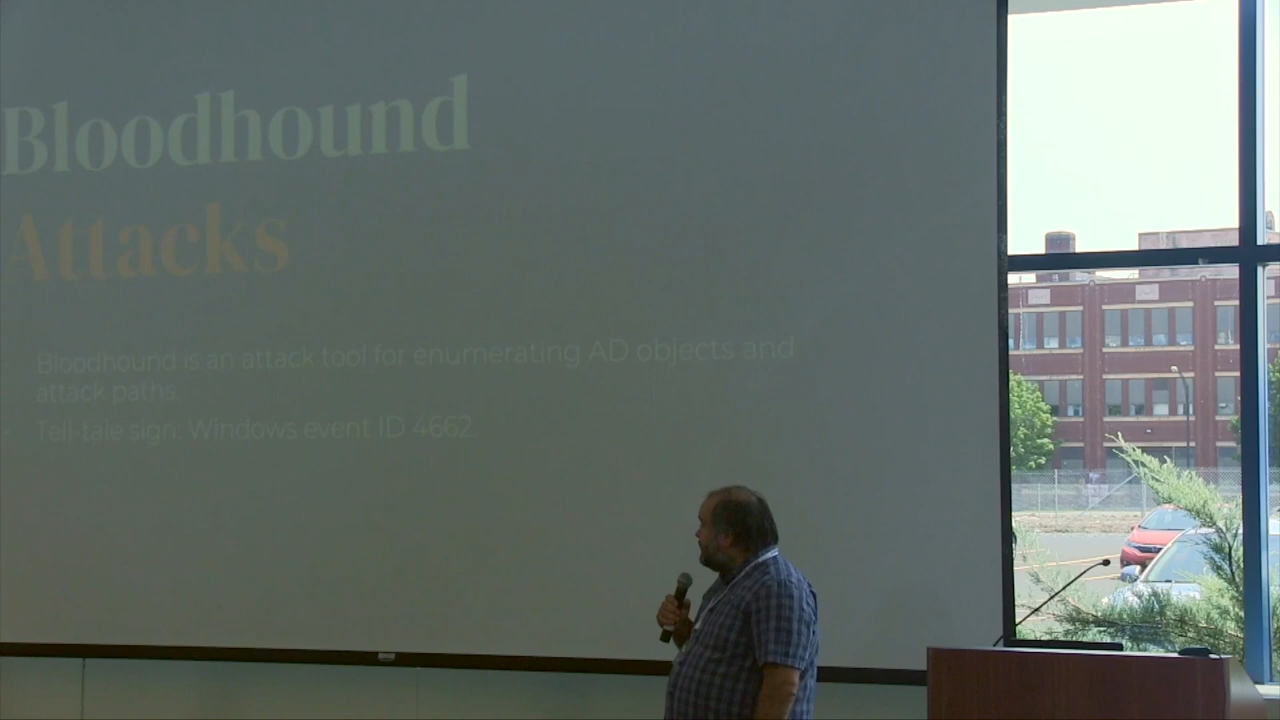 Bloodhound
Attacks
Bloodhound is an attack tool for enumerating AD objects and
attack paths.
Tell-tale sign: Windows event ID 4662.